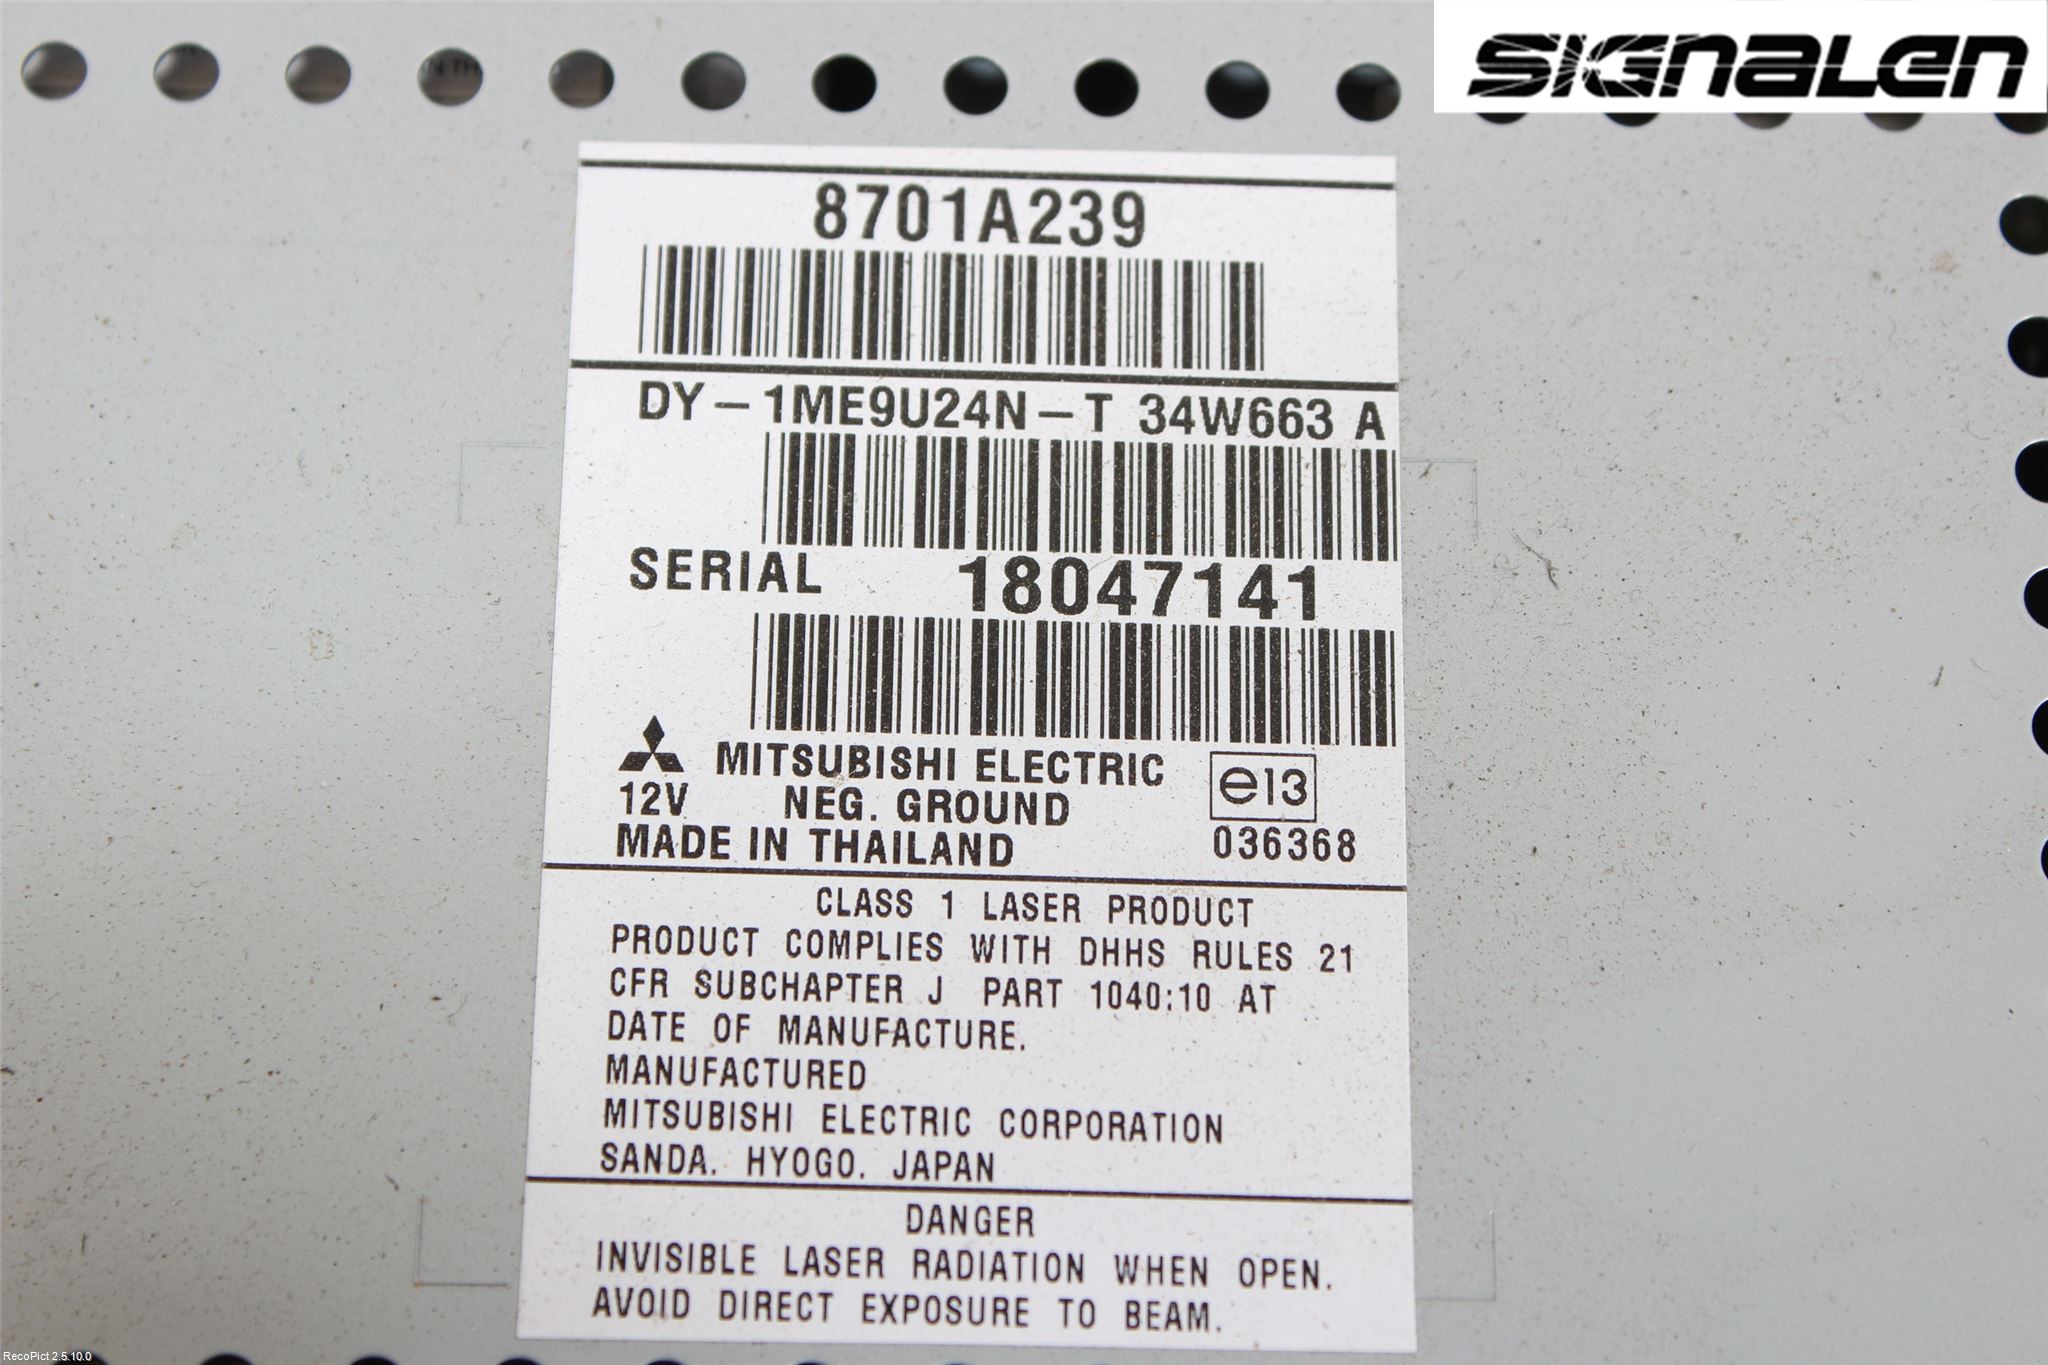 SIGNALEN
8701A239
DY-1ME9U24N-T 34W663 A
SERIAL 18047141
MITSUBISHI ELECTRIC
e13
12V NEG. GROUND
MADE IN THAILAND
036368
CLASS 1 LASER PRODUCT
PRODUCT COMPLIES WITH DHHS RULES 21
CFR SUBCHAPTER J PART 1040:10 AT
DATE OF MANUFACTURE.
MANUFACTURED
MITSUBISHI ELECTRIC CORPORATION
SANDA. HYOGO. JAPAN
DANGER
INVISIBLE LASER RADIATION WHEN OPEN.
AVOID DIRECT EXPOSURE TO BEAM.
RecoPict 2.5.10.0